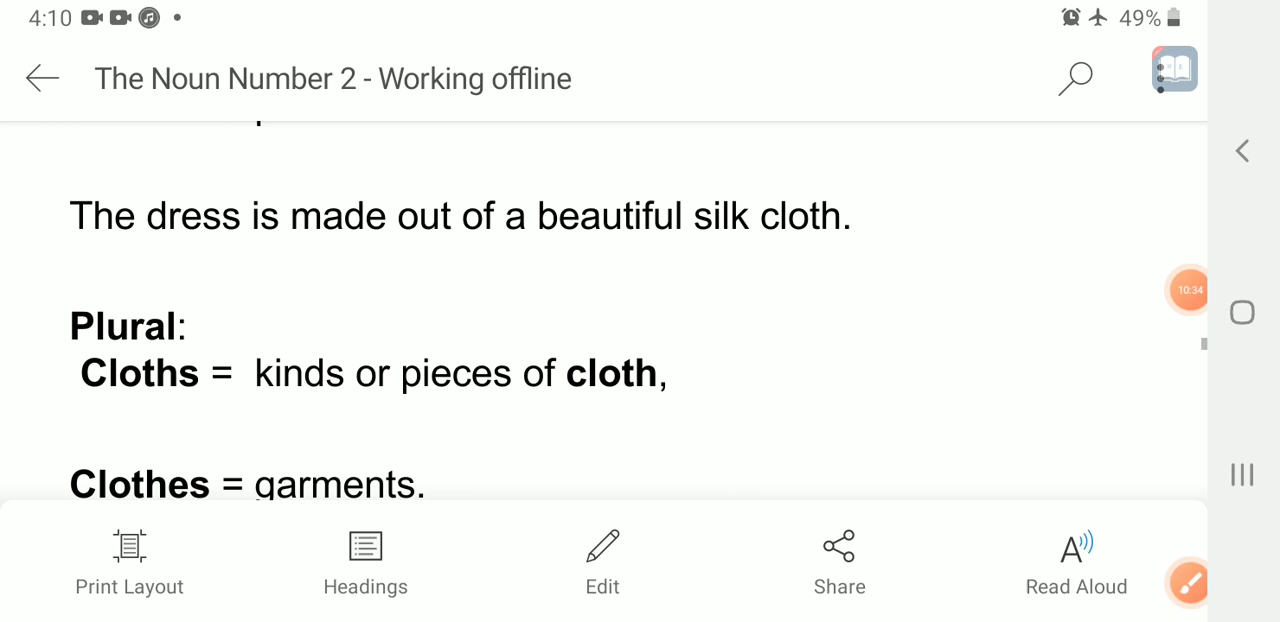 4:10
49%
The Noun Number 2 - Working offline
The dress is made out of a beautiful silk cloth.
10:34
Plural:
Cloths = kinds or pieces of cloth,
Clothes = garments.
Print Layout
Headings
Edit
Share
Read Aloud